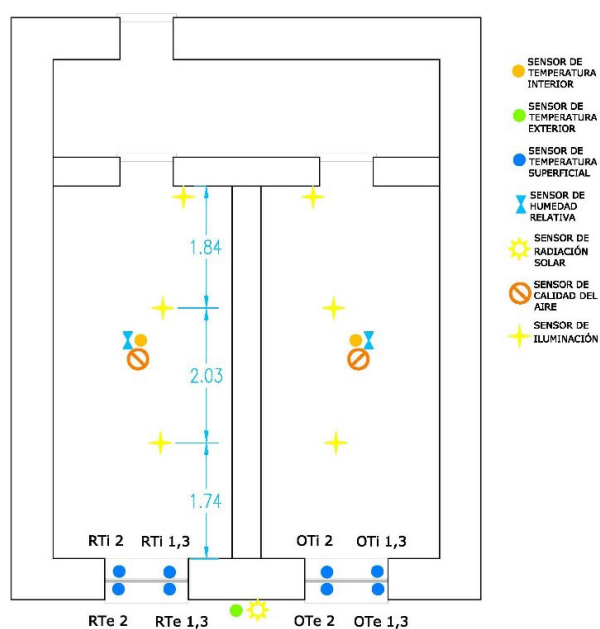 SENSOR DE
TEMPERATURA
INTERIOR
SENSOR DE
TEMPERATURA
EXTERIOR
SENSOR DE
TEMPERATURA
SUPERFICIAL
SENSOR DE
HUMEDAD
RELATIVA
SENSOR DE
RADIACIÓN
SOLAR
SENSOR DE
CALIDAD DEL
AIRE
SENSOR DE
ILUMINACIÓN
1.84
2.03
1.74
RTi 2 RTi 1,3 OTi 2 OTi 1,3
RTe 2 RTe 1,3 OTe 2 OTe 1,3